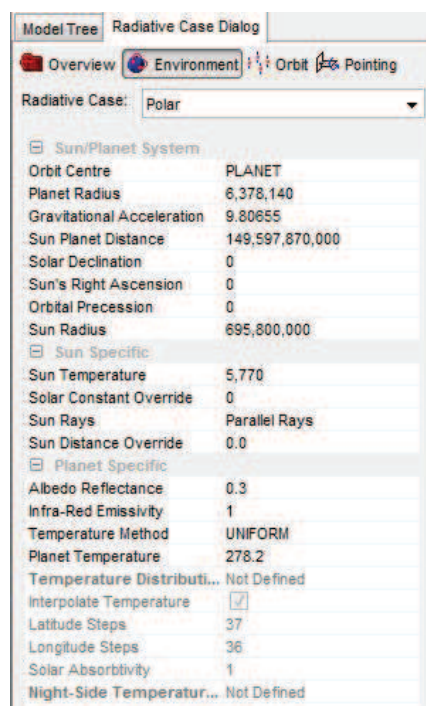 Model Tree Radiative Case Dialog
Overview Environment Orbit Pointing
Radiative Case: Polar
Sun/Planet System
Orbit Centre PLANET
Planet Radius 6,378,140
Gravitational Acceleration 9.80655
Sun Planet Distance 149,597,870,000
Solar Declination 0
Sun's Right Ascension 0
Orbital Precession 0
Sun Radius 695,800,000
Sun Specific
Sun Temperature 5,770
Solar Constant Override 0
Sun Rays Parallel Rays
Sun Distance Override 0.0
Planet Specific
Albedo Reflectance 0.3
Infra-Red Emissivity 1
Temperature Method UNIFORM
Planet Temperature 278.2
Temperature Distributi... Not Defined
Interpolate Temperature
Latitude Steps 37
Longitude Steps 36
Solar Absorbtivity 1
Night-Side Temperatur... Not Defined